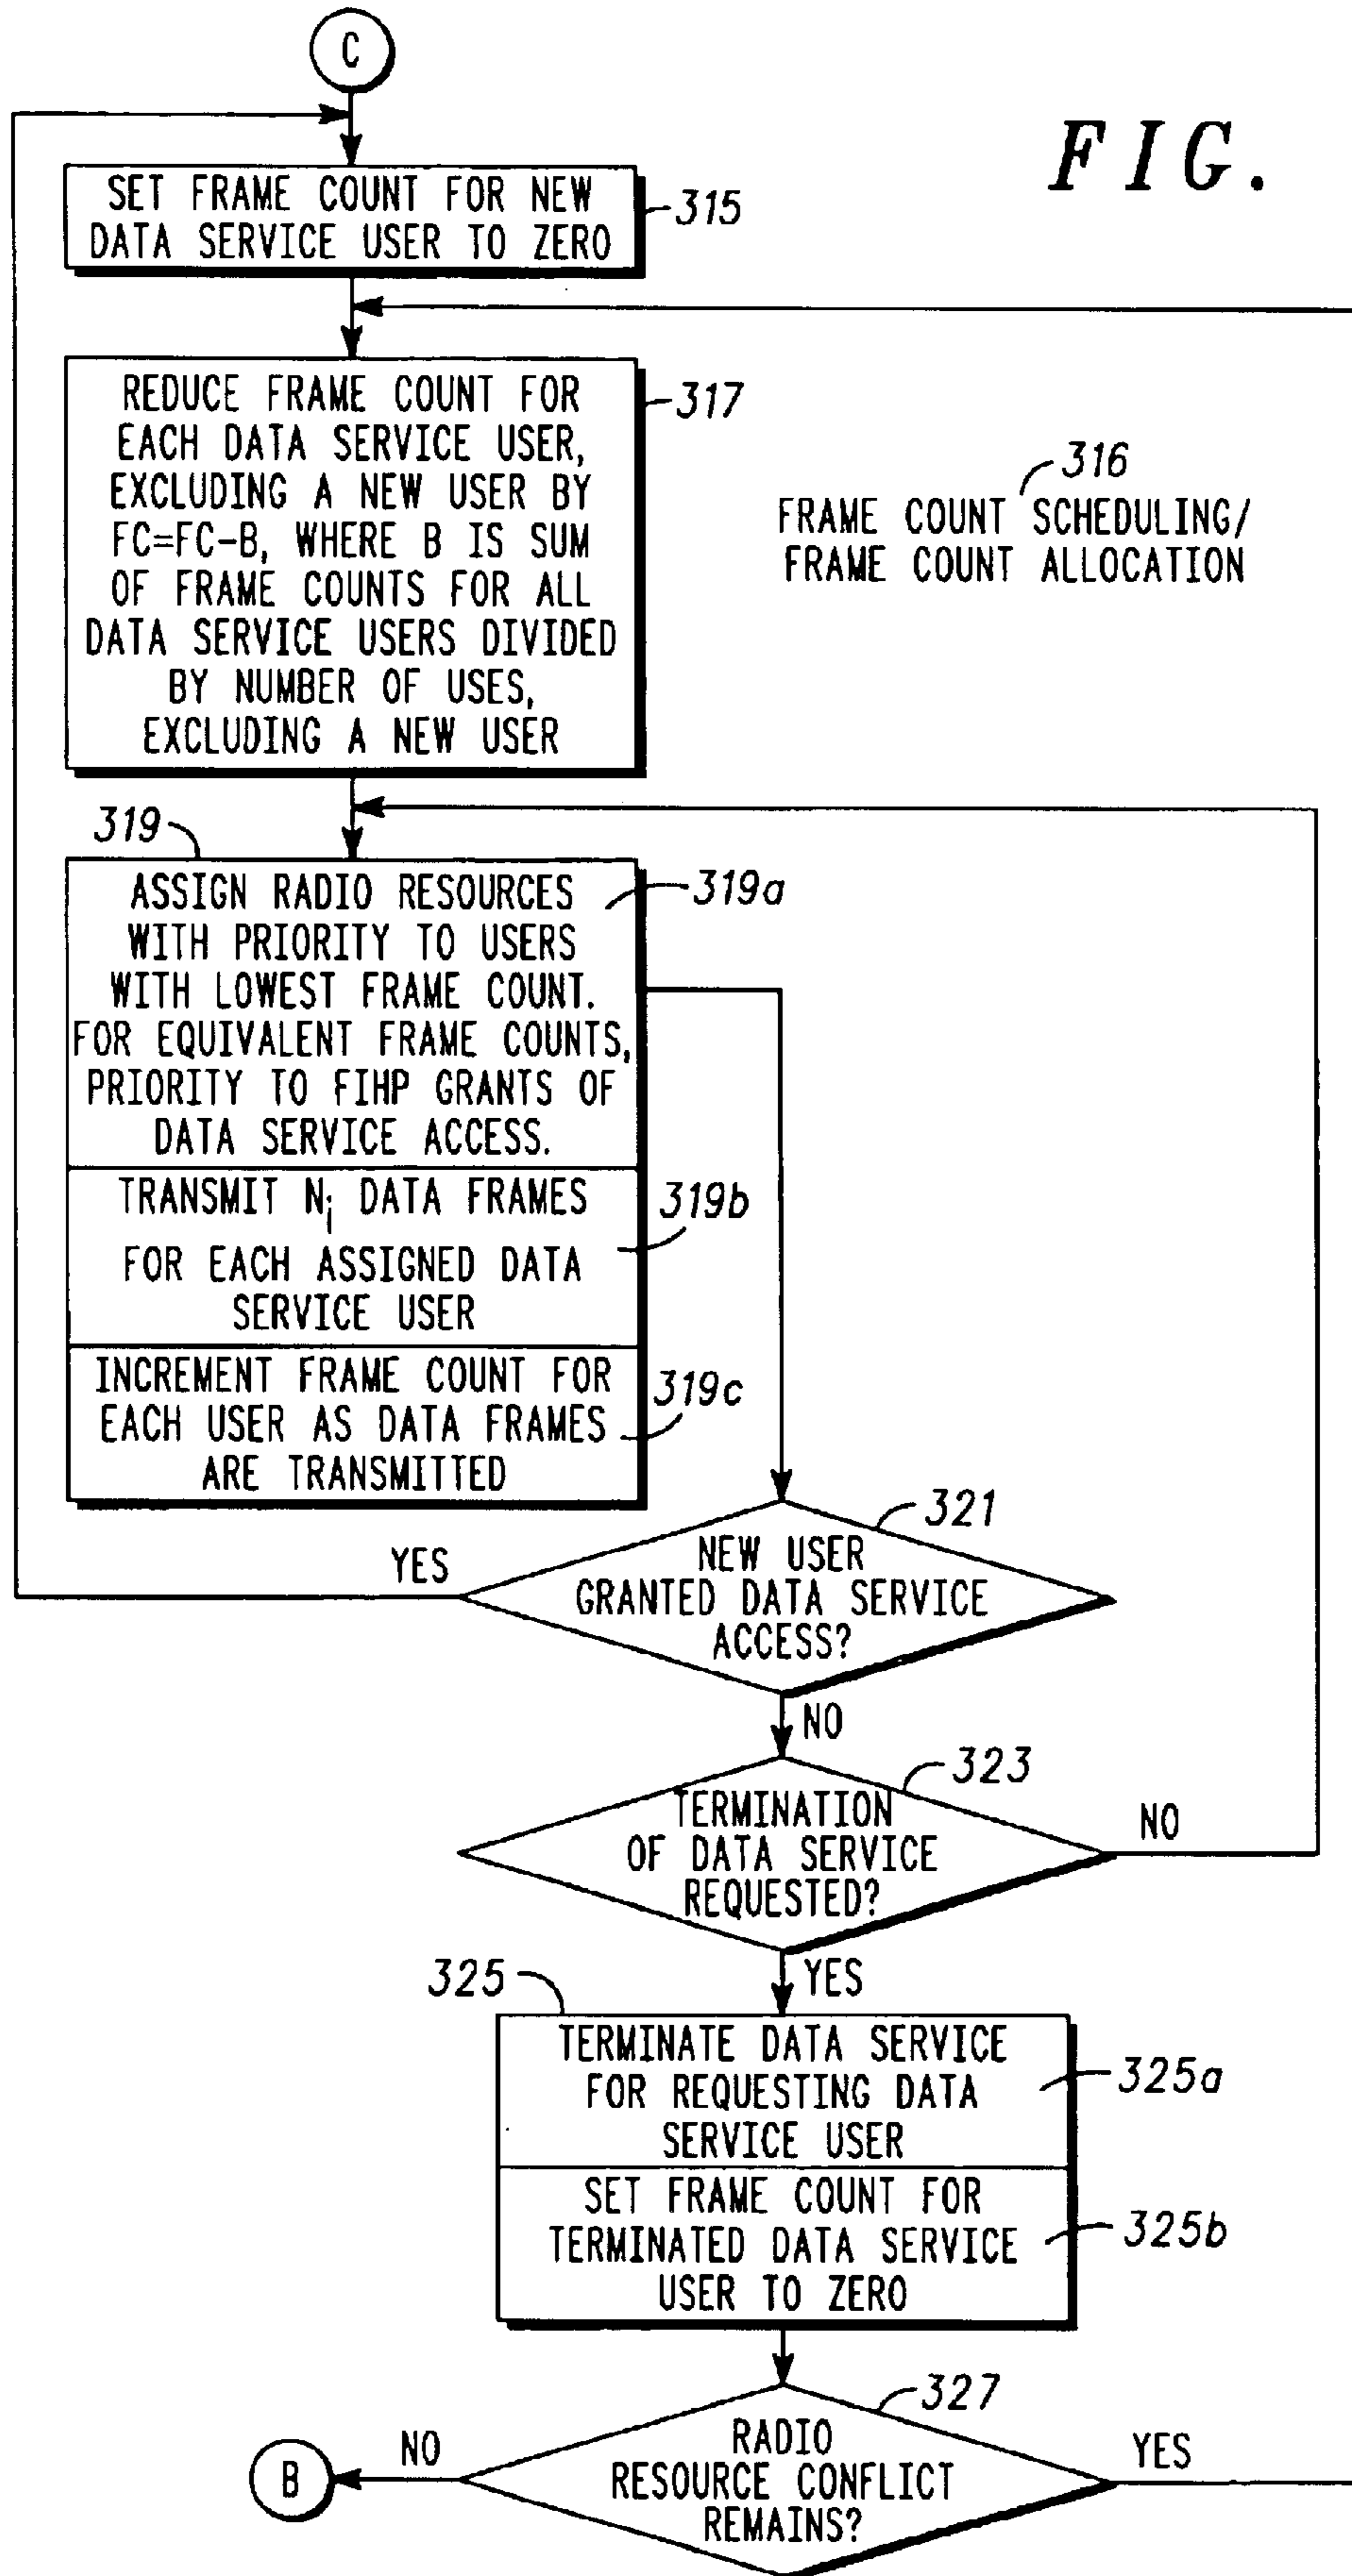 C
FIG.
SET FRAME COUNT FOR NEW
DATA SERVICE USER TO ZERO
315
REDUCE FRAME COUNT FOR
EACH DATA SERVICE USER,
EXCLUDING A NEW USER BY
FC=FC-B, WHERE B IS SUM
OF FRAME COUNTS FOR ALL
DATA SERVICE USERS DIVIDED
BY NUMBER OF USES,
EXCLUDING A NEW USER
317
316
FRAME COUNT SCHEDULING/
FRAME COUNT ALLOCATION
319
ASSIGN RADIO RESOURCES
WITH PRIORITY TO USERS
WITH LOWEST FRAME COUNT.
FOR EQUIVALENT FRAME COUNTS,
PRIORITY TO FIHP GRANTS OF
DATA SERVICE ACCESS.
319a
TRANSMIT Ni DATA FRAMES
FOR EACH ASSIGNED DATA
SERVICE USER
319b
INCREMENT FRAME COUNT FOR
EACH USER AS DATA FRAMES
ARE TRANSMITTED
319c
321
NEW USER
GRANTED DATA SERVICE
ACCESS?
YES
NO
323
TERMINATION
OF DATA SERVICE
REQUESTED?
NO
YES
325
TERMINATE DATA SERVICE
FOR REQUESTING DATA
SERVICE USER
325a
SET FRAME COUNT FOR
TERMINATED DATA SERVICE
USER TO ZERO
325b
327
RADIO
RESOURCE CONFLICT
REMAINS?
NO
YES
B